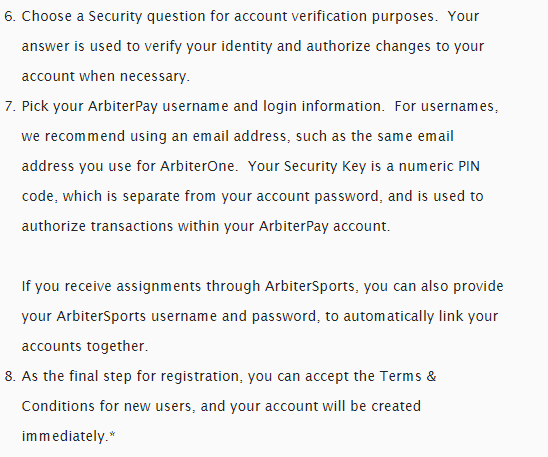 6. Choose a Security question for account verification purposes.  Your
answer is used to verify your identity and authorize changes to your
account when necessary.
7. Pick your ArbiterPay username and login information.  For usernames,
we recommend using an email address, such as the same email
address you use for ArbiterOne.  Your Security Key is a numeric PIN
code, which is separate from your account password, and is used to
authorize transactions within your ArbiterPay account.
If you receive assignments through ArbiterSports, you can also provide
your ArbiterSports username and password, to automatically link your
accounts together.
8. As the final step for registration, you can accept the Terms &
Conditions for new users, and your account will be created
immediately.*